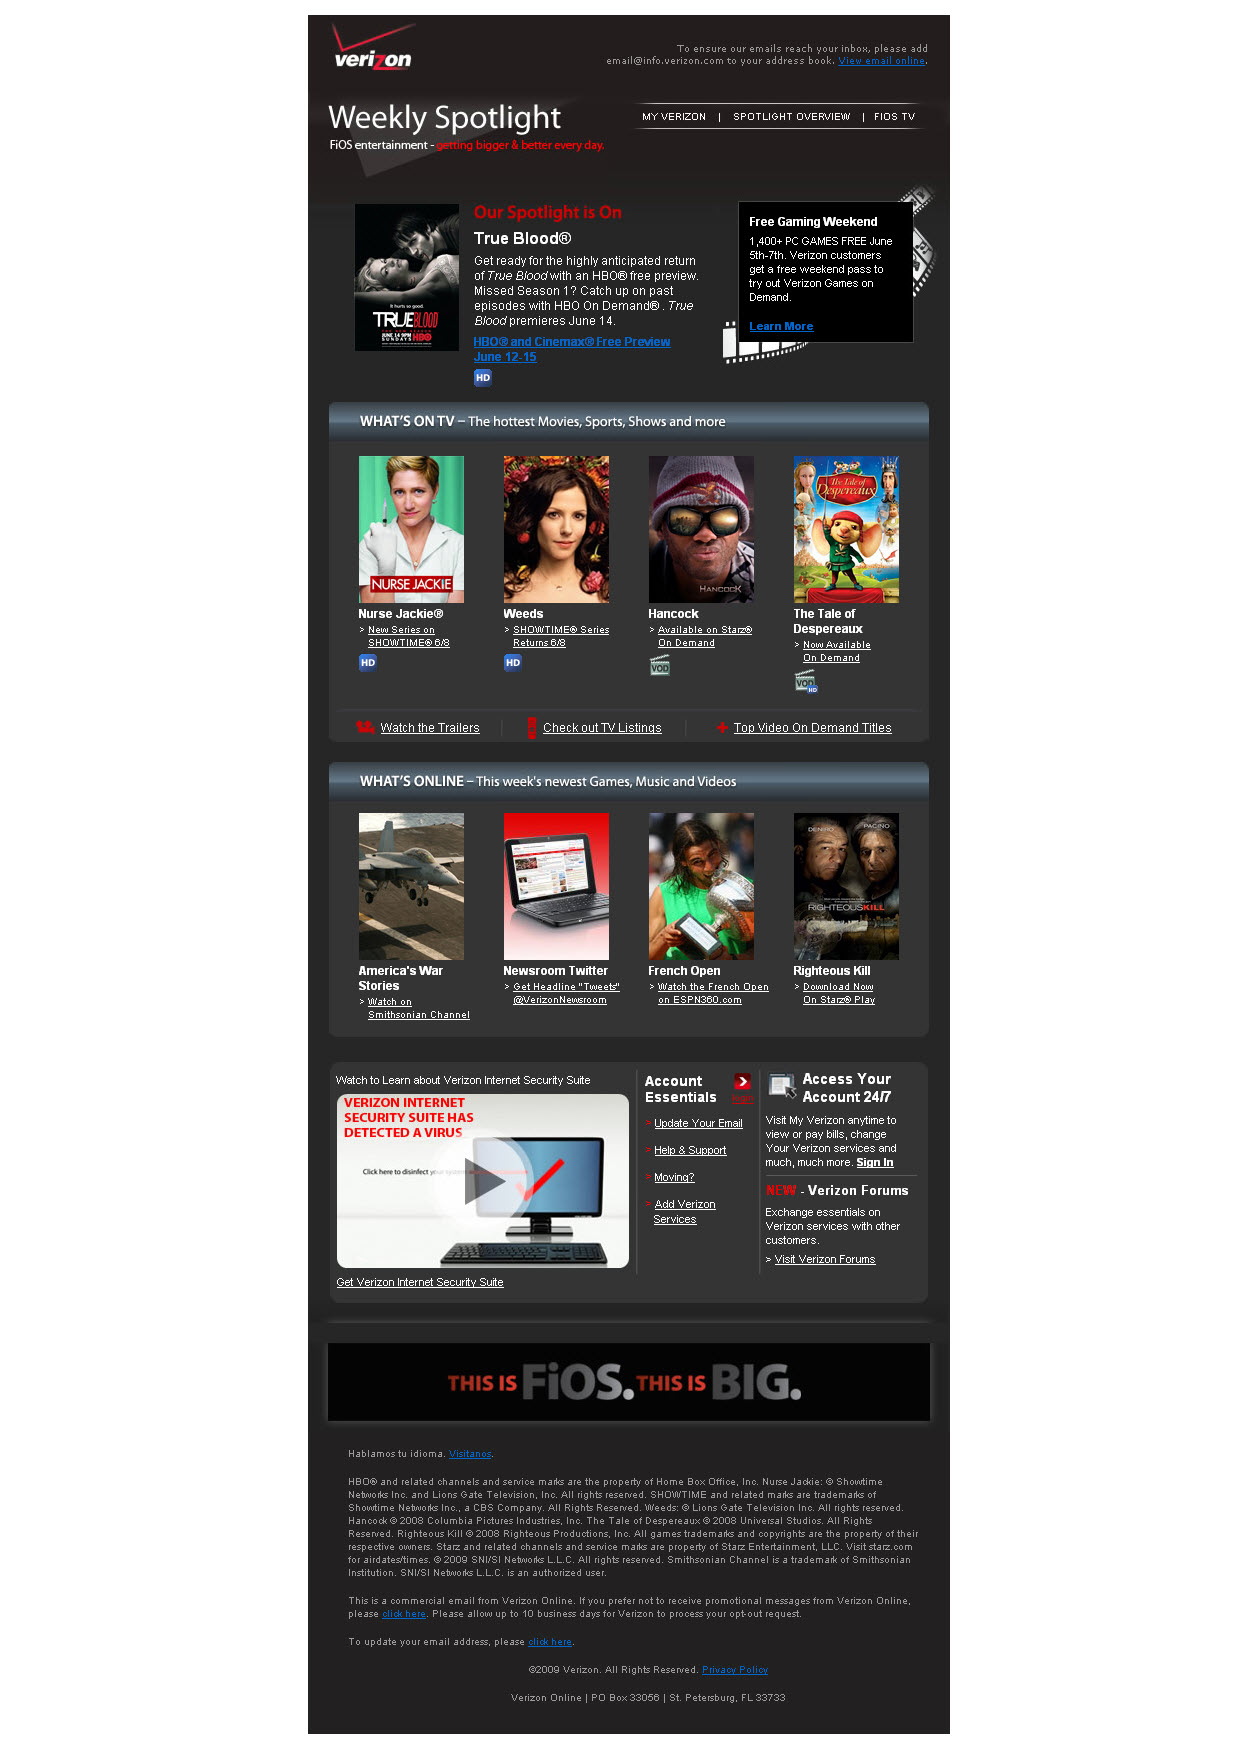 verizon
To ensure our emails reach your inbox, please add
email@info.verizon.com to your address book. View email online.
Weekly Spotlight
FiOS entertainment - getting bigger & better every day.
MY VERIZON | SPOTLIGHT OVERVIEW | FIOS TV
It hurts so good.
TRUE BLOOD
JUNE 14 9PM
SUNDAYS HBO
Our Spotlight is On
True Blood®
Get ready for the highly anticipated return
of True Blood with an HBO® free preview.
Missed Season 1? Catch up on past
episodes with HBO On Demand® . True
Blood premieres June 14.
HBO® and Cinemax® Free Preview
June 12-15
HD
Free Gaming Weekend
1,400+ PC GAMES FREE June
5th-7th. Verizon customers
get a free weekend pass to
try out Verizon Games on
Demand.
Learn More
WHAT'S ON TV – The hottest Movies, Sports, Shows and more
NURSE JACKIE
HANCOCK
The Tale of
Despereaux
Nurse Jackie®
> New Series on
SHOWTIME® 6/8
HD
Weeds
> SHOWTIME® Series
Returns 6/8
HD
Hancock
> Available on Starz®
On Demand
VOD
The Tale of
Despereaux
> Now Available
On Demand
VOD HD
Watch the Trailers
Check out TV Listings
Top Video On Demand Titles
WHAT'S ONLINE – This week's newest Games, Music and Videos
DENIRO PACINO
RIGHTEOUS KILL
America's War
Stories
> Watch on
Smithsonian Channel
Newsroom Twitter
> Get Headline "Tweets"
@VerizonNewsroom
French Open
> Watch the French Open
on ESPN360.com
Righteous Kill
> Download Now
On Starz® Play
Watch to Learn about Verizon Internet Security Suite
VERIZON INTERNET
SECURITY SUITE HAS
DETECTED A VIRUS
Click here to disinfect your system
Get Verizon Internet Security Suite
Account
Essentials
login
> Update Your Email
> Help & Support
> Moving?
> Add Verizon
Services
Access Your
Account 24/7
Visit My Verizon anytime to
view or pay bills, change
Your Verizon services and
much, much more. Sign In
NEW - Verizon Forums
Exchange essentials on
Verizon services with other
customers.
> Visit Verizon Forums
THIS IS FiOS. THIS IS BIG.
Hablamos tu idioma. Visitanos.
HBO® and related channels and service marks are the property of Home Box Office, Inc. Nurse Jackie: © Showtime
Networks Inc. and Lions Gate Television, Inc. All rights reserved. SHOWTIME and related marks are trademarks of
Showtime Networks Inc., a CBS Company. All Rights Reserved. Weeds: © Lions Gate Television Inc. All rights reserved.
Hancock © 2008 Columbia Pictures Industries, Inc. The Tale of Despereaux © 2008 Universal Studios. All Rights
Reserved. Righteous Kill © 2008 Righteous Productions, Inc. All games trademarks and copyrights are the property of their
respective owners. Starz and related channels and service marks are property of Starz Entertainment, LLC. Visit starz.com
for airdates/times. © 2009 SNI/SI Networks L.L.C. All rights reserved. Smithsonian Channel is a trademark of Smithsonian
Institution. SNI/SI Networks L.L.C. is an authorized user.
This is a commercial email from Verizon Online. If you prefer not to receive promotional messages from Verizon Online,
please click here. Please allow up to 10 business days for Verizon to process your opt-out request.
To update your email address, please click here.
©2009 Verizon. All Rights Reserved. Privacy Policy
Verizon Online | PO Box 33056 | St. Petersburg, FL 33733